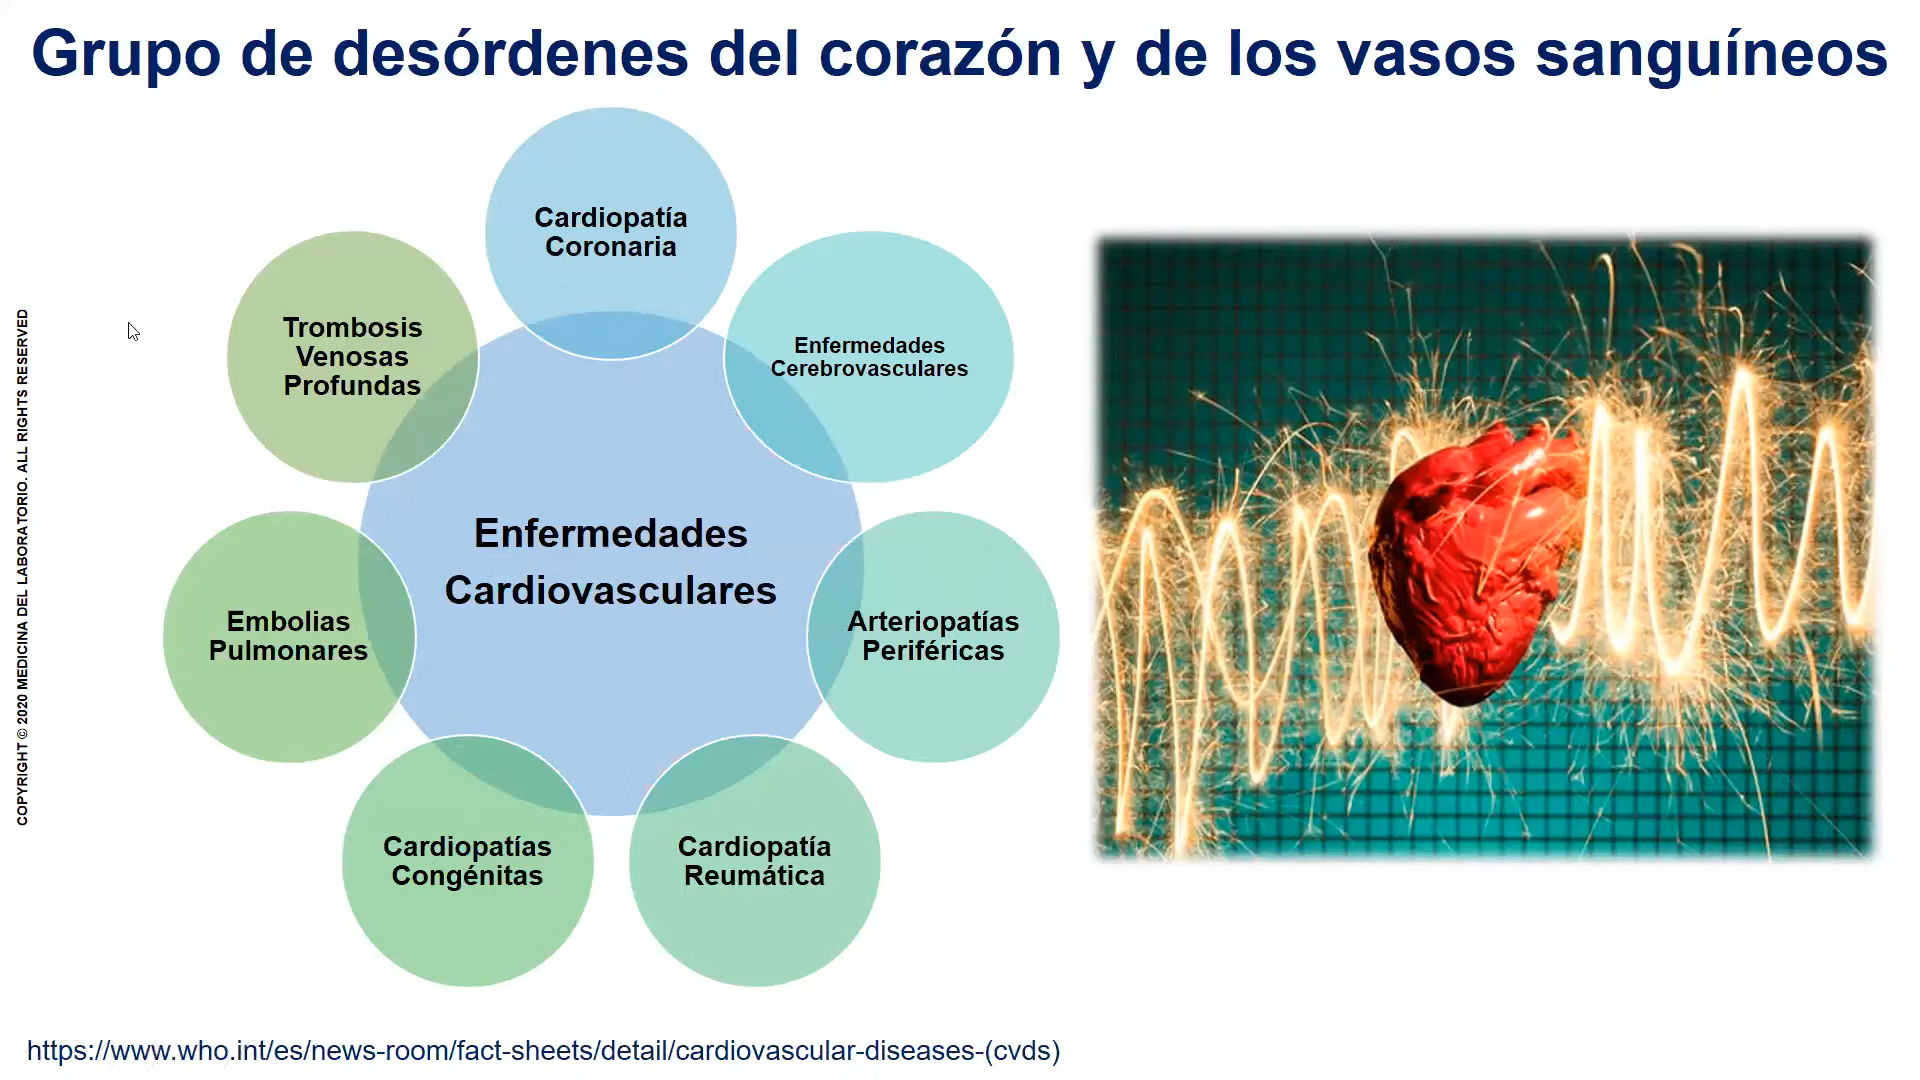 Grupo de desórdenes del corazón y de los vasos sanguíneos
Cardiopatía
Coronaria
Enfermedades
Cerebrovasculares
Arteriopatías
Periféricas
Cardiopatía
Reumática
Cardiopatías
Congénitas
Embolias
Pulmonares
Trombosis
Venosas
Profundas
Enfermedades
Cardiovasculares
COPYRIGHT © 2020 MEDICINA DEL LABORATORIO. ALL RIGHTS RESERVED
https://www.who.int/es/news-room/fact-sheets/detail/cardiovascular-diseases-(cvds)